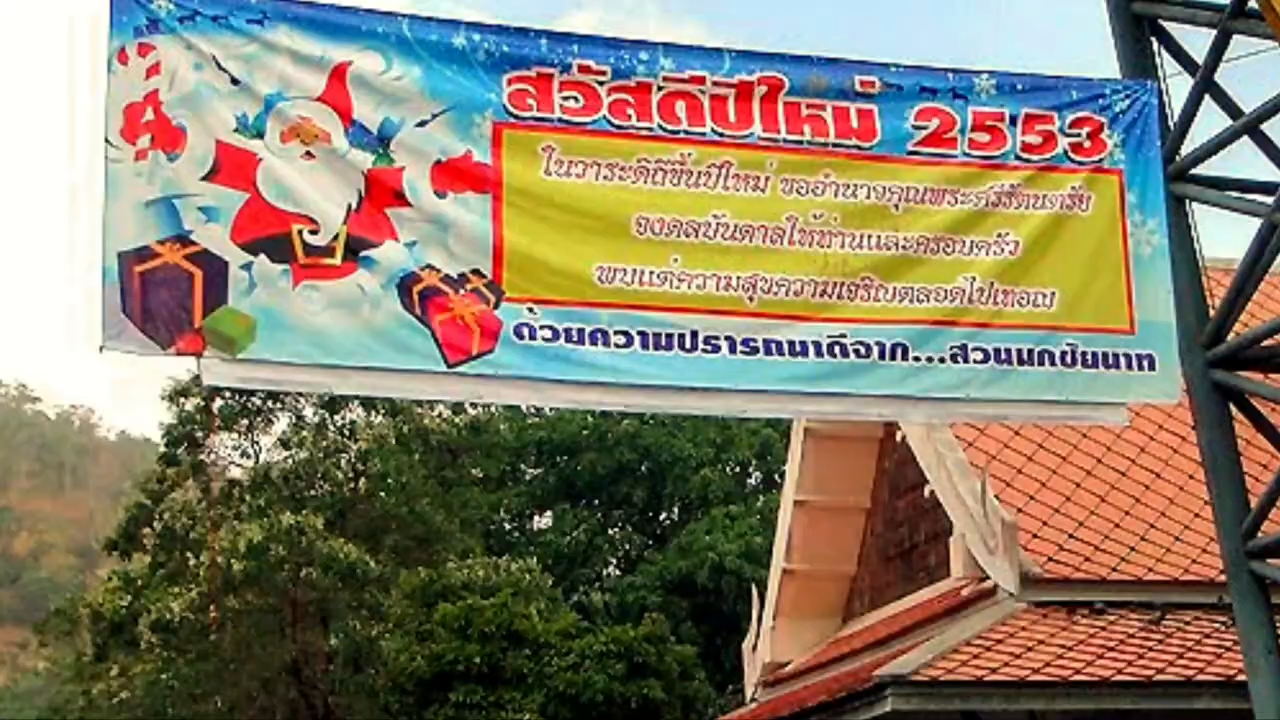 สวัสดีปีใหม่ 2553
ในวาระดิถีขึ้นปีใหม่ ขออำนาจคุณพระศรีรัตนตรัย
จงดลบันดาลให้ท่านและครอบครัว
พบแต่ความสุขความเจริญตลอดไปเทอญ
ด้วยความปรารถนาดีจาก...สวนนกชัยนาท